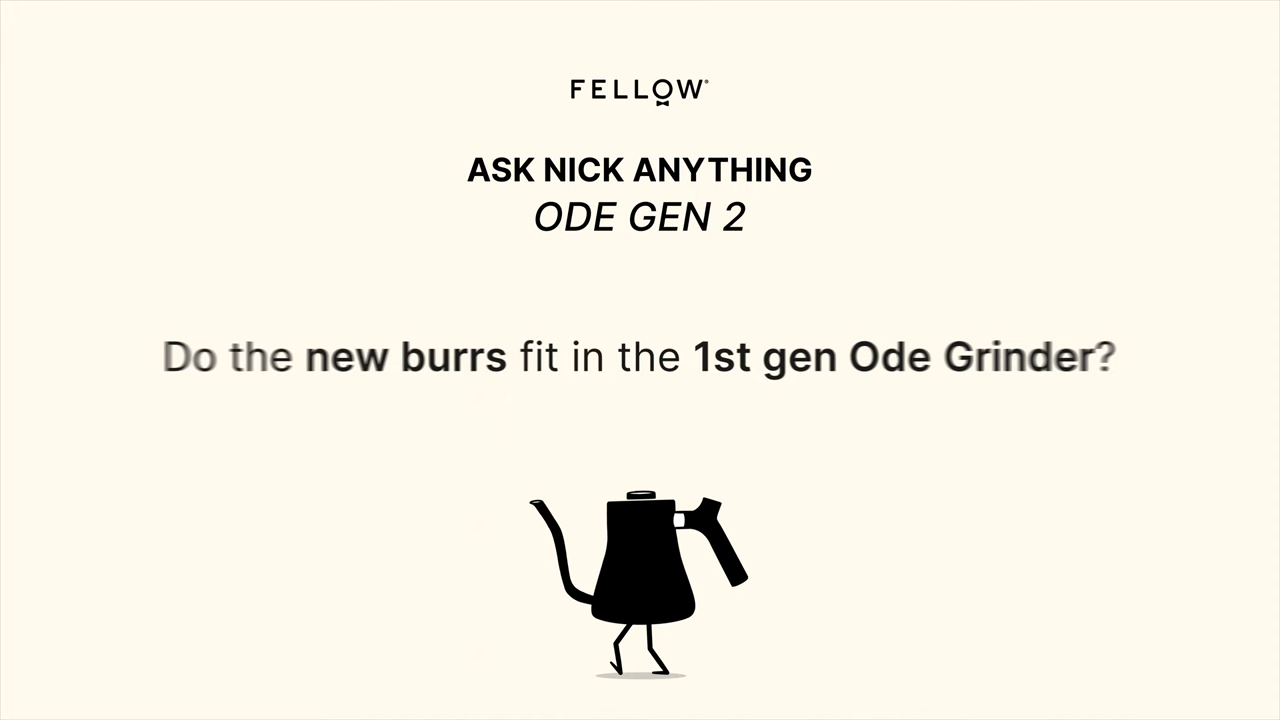 FELLOW®
ASK NICK ANYTHING
ODE GEN 2
Do the new burrs fit in the 1st gen Ode Grinder?